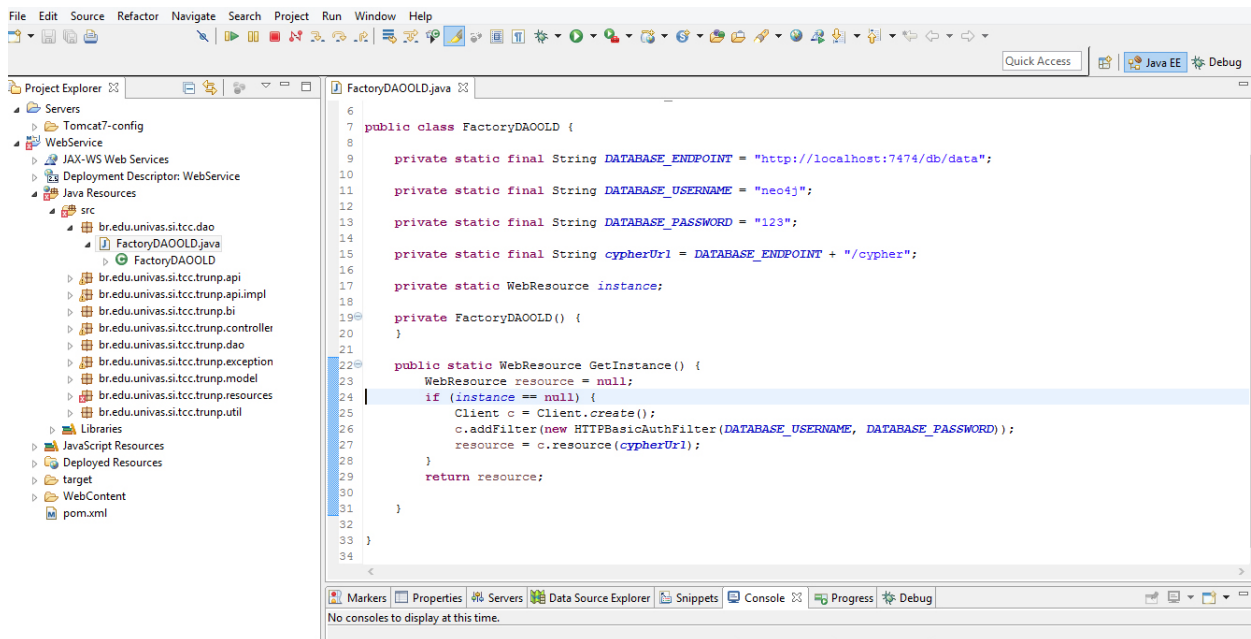 File Edit Source Refactor Navigate Search Project Run Window Help
Quick Access
Java EE
Debug
Project Explorer
Servers
Tomcat7-config
WebService
JAX-WS Web Services
Deployment Descriptor: WebService
Java Resources
src
br.edu.univas.si.tcc.dao
FactoryDAOOLD.java
FactoryDAOOLD
br.edu.univas.si.tcc.trunp.api
br.edu.univas.si.tcc.trunp.api.impl
br.edu.univas.si.tcc.trunp.bi
br.edu.univas.si.tcc.trunp.controller
br.edu.univas.si.tcc.trunp.dao
br.edu.univas.si.tcc.trunp.exception
br.edu.univas.si.tcc.trunp.model
br.edu.univas.si.tcc.trunp.resources
br.edu.univas.si.tcc.trunp.util
Libraries
JavaScript Resources
Deployed Resources
target
WebContent
pom.xml
FactoryDAOOLD.java
6
7 public class FactoryDAOOLD {
8
9 private static final String DATABASE_ENDPOINT = "http://localhost:7474/db/data";
10
11 private static final String DATABASE_USERNAME = "neo4j";
12
13 private static final String DATABASE_PASSWORD = "123";
14
15 private static final String cypherUrl = DATABASE_ENDPOINT + "/cypher";
16
17 private static WebResource instance;
18
19 private FactoryDAOOLD() {
20 }
21
22 public static WebResource GetInstance() {
23 WebResource resource = null;
24 if (instance == null) {
25 Client c = Client.create();
26 c.addFilter(new HTTPBasicAuthFilter(DATABASE_USERNAME, DATABASE_PASSWORD));
27 resource = c.resource(cypherUrl);
28 }
29 return resource;
30
31 }
32
33 }
34
Markers Properties Servers Data Source Explorer Snippets Console Progress Debug
No consoles to display at this time.